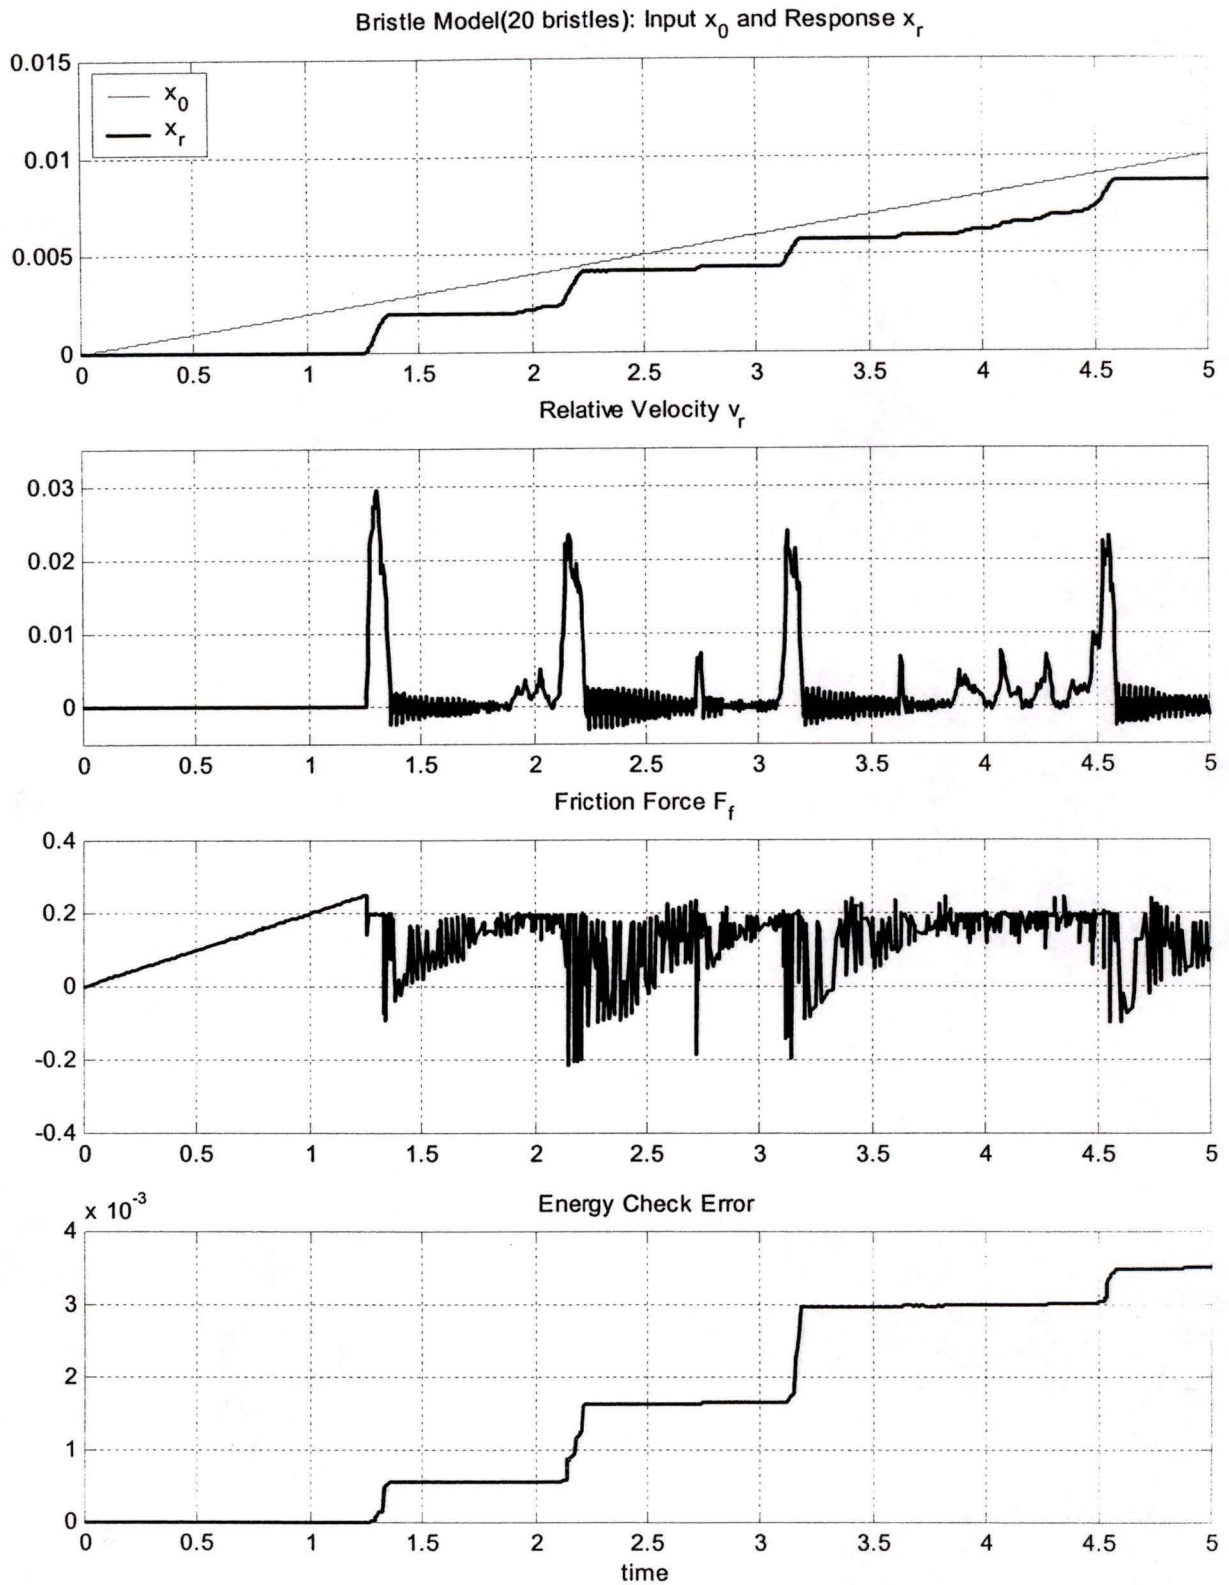 Bristle Model(20 bristles): Input x0 and Response xr
0.015
x0
xr
0.01
0.005
0
0 0.5 1 1.5 2 2.5 3 3.5 4 4.5 5
Relative Velocity vr
0.03
0.02
0.01
0
0 0.5 1 1.5 2 2.5 3 3.5 4 4.5 5
Friction Force Ff
0.4
0.2
0
-0.2
-0.4
0 0.5 1 1.5 2 2.5 3 3.5 4 4.5 5
x 10-3
Energy Check Error
4
3
2
1
0
0 0.5 1 1.5 2 2.5 3 3.5 4 4.5 5
time